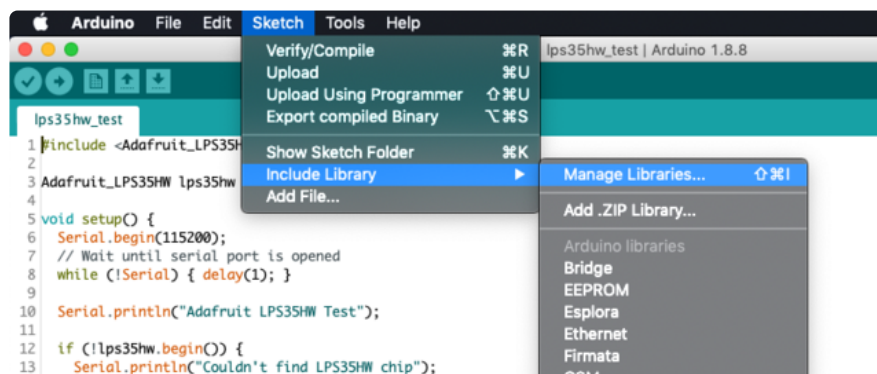 Arduino File Edit Sketch Tools Help
lps35hw_test | Arduino 1.8.8
Verify/Compile ⌘R
Upload ⌘U
Upload Using Programmer ⇧⌘U
Export compiled Binary ⌥⌘S
Show Sketch Folder ⌘K
Include Library ▶
Add File...
Manage Libraries... ⇧⌘I
Add .ZIP Library...
Arduino libraries
Bridge
EEPROM
Esplora
Ethernet
Firmata
lps35hw_test
1 #include <Adafruit_LPS35H
2
3 Adafruit_LPS35HW lps35hw
4
5 void setup() {
6 Serial.begin(115200);
7 // Wait until serial port is opened
8 while (!Serial) { delay(1); }
9
10 Serial.println("Adafruit LPS35HW Test");
11
12 if (!lps35hw.begin()) {
13 Serial.println("Couldn't find LPS35HW chip");